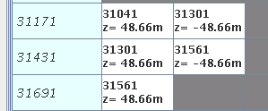 31171 31041 31301
z= 48.66m z= -48.66m
31431 31301 31561
z= 48.66m z= -48.66m
31691 31561
z= 48.66m